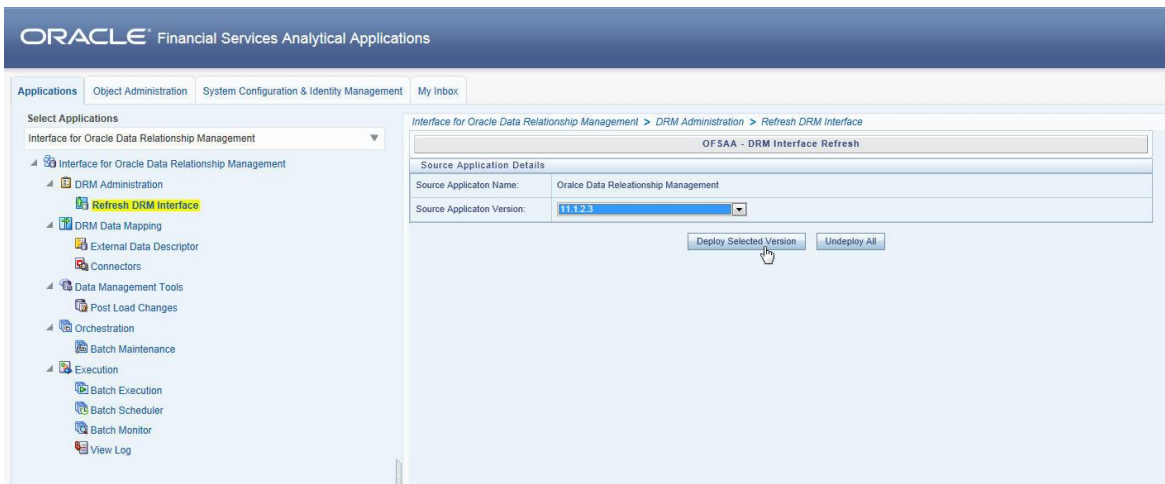 ORACLE® Financial Services Analytical Applications
Applications Object Administration System Configuration & Identity Management My Inbox
Select Applications
Interface for Oracle Data Relationship Management
Interface for Oracle Data Relationship Management
DRM Administration
Refresh DRM Interface
DRM Data Mapping
External Data Descriptor
Connectors
Data Management Tools
Post Load Changes
Orchestration
Batch Maintenance
Execution
Batch Execution
Batch Scheduler
Batch Monitor
View Log
Interface for Oracle Data Relationship Management > DRM Administration > Refresh DRM Interface
OFSAA - DRM Interface Refresh
Source Application Details
Source Applicaton Name: Oralce Data Releationship Management
Source Applicaton Version: 11.1.2.3
Deploy Selected Version Undeploy All